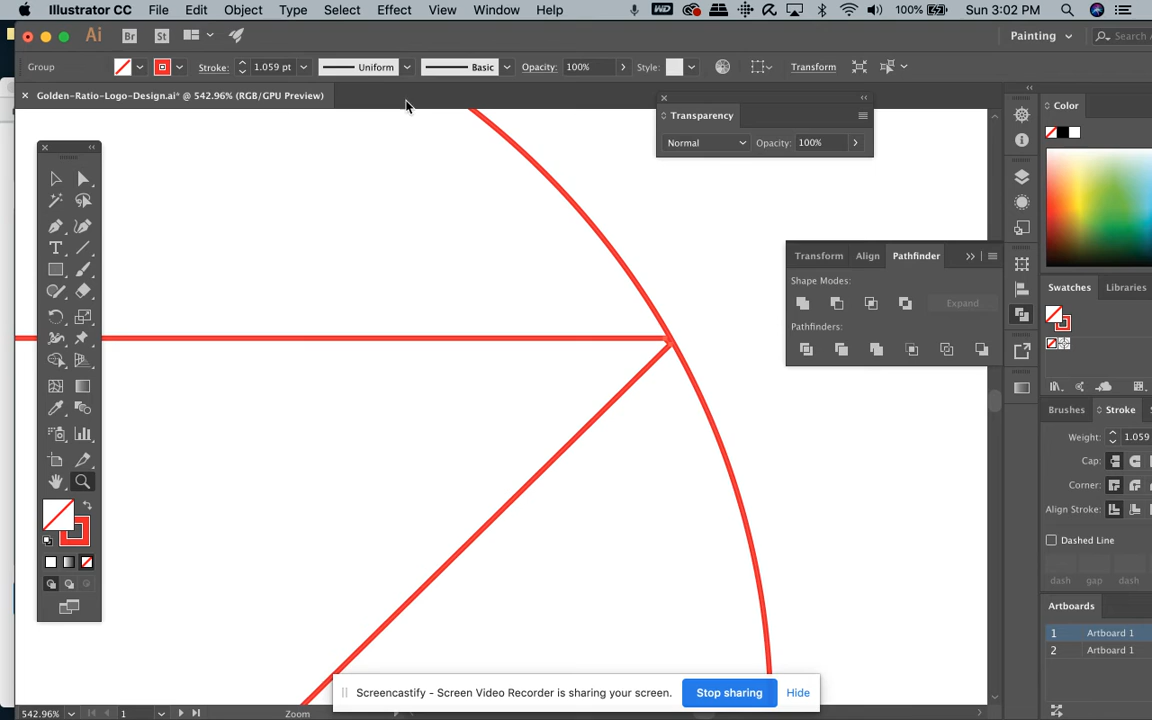 Illustrator CC File Edit Object Type Select Effect View Window Help WD 100% Sun 3:02 PM
Ai Br St Painting Search
Group Stroke: 1.059 pt Uniform Basic Opacity: 100% Style: Transform
Golden-Ratio-Logo-Design.ai* @ 542.96% (RGB/GPU Preview)
Transparency
Normal Opacity: 100%
Color
Transform Align Pathfinder
Shape Modes:
Expand
Pathfinders:
Swatches Libraries
Brushes Stroke
Weight: 1.059
Cap:
Corner:
Align Stroke:
Dashed Line
dash gap dash
Artboards
1 Artboard 1
2 Artboard 1
Screencastify - Screen Video Recorder is sharing your screen. Stop sharing Hide
542.96% 1 Zoom